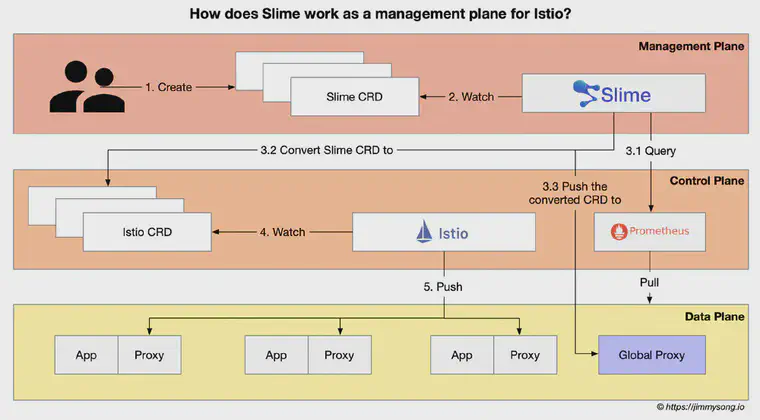 How does Slime work as a management plane for Istio?
Management Plane
1. Create
Slime CRD
2. Watch
Slime
3.2 Convert Slime CRD to
3.1 Query
3.3 Push the
converted CRD to
Control Plane
Istio CRD
4. Watch
Istio
Prometheus
5. Push
Pull
Data Plane
App
Proxy
App
Proxy
App
Proxy
Global Proxy
© https://jimmysong.io